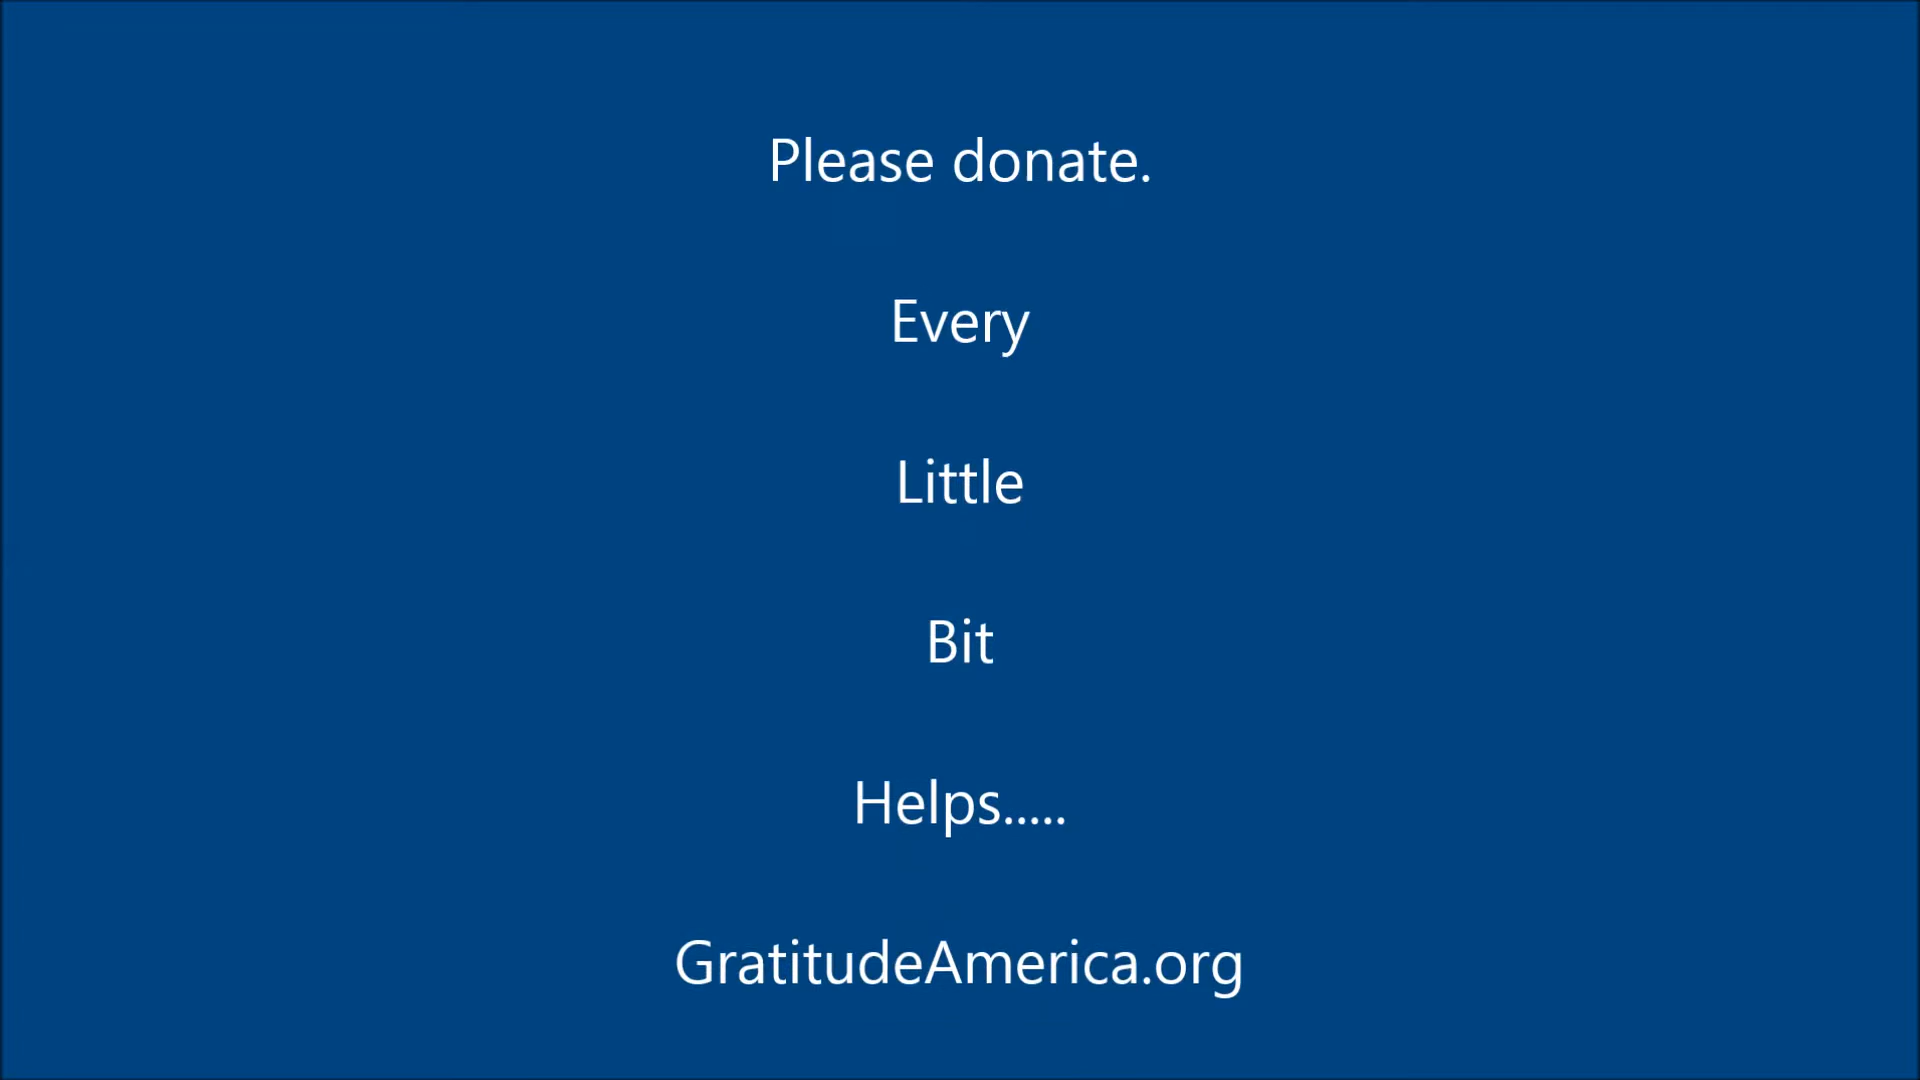 Please donate.
Every
Little
Bit
Helps.....
GratitudeAmerica.org